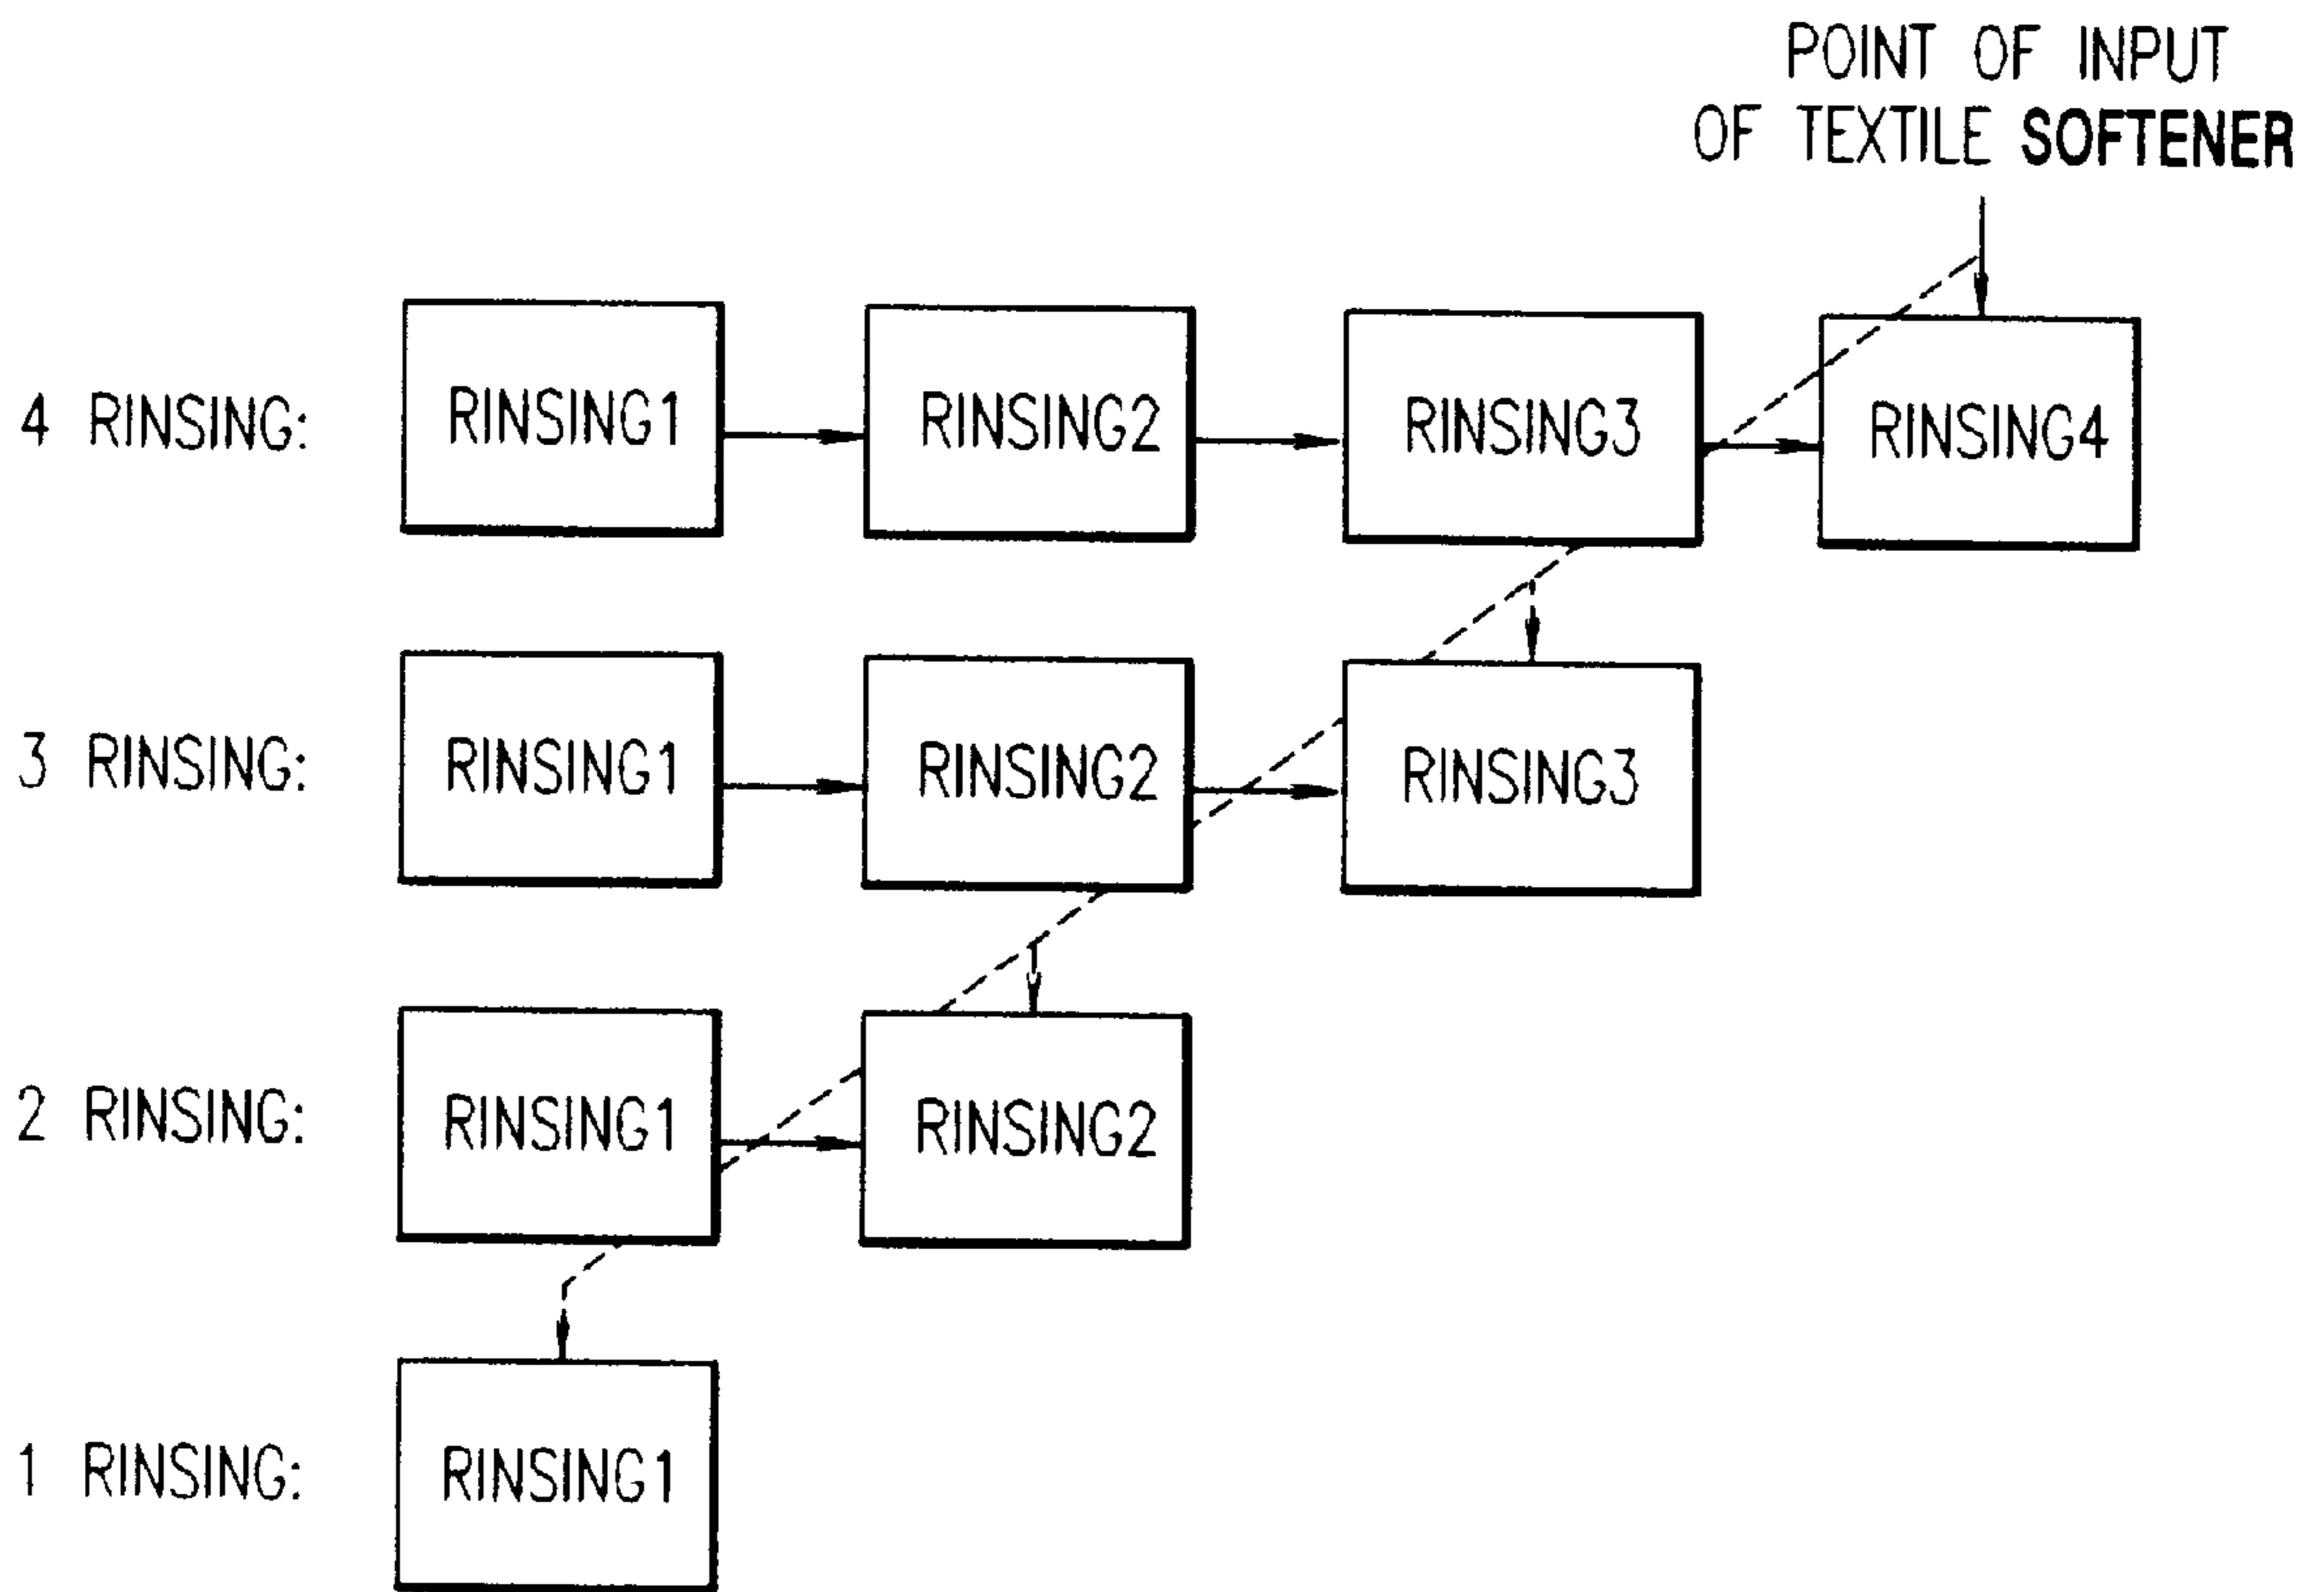 POINT OF INPUT
OF TEXTILE SOFTENER
4 RINSING: RINSING1 RINSING2 RINSING3 RINSING4
3 RINSING: RINSING1 RINSING2 RINSING3
2 RINSING: RINSING1 RINSING2
1 RINSING: RINSING1